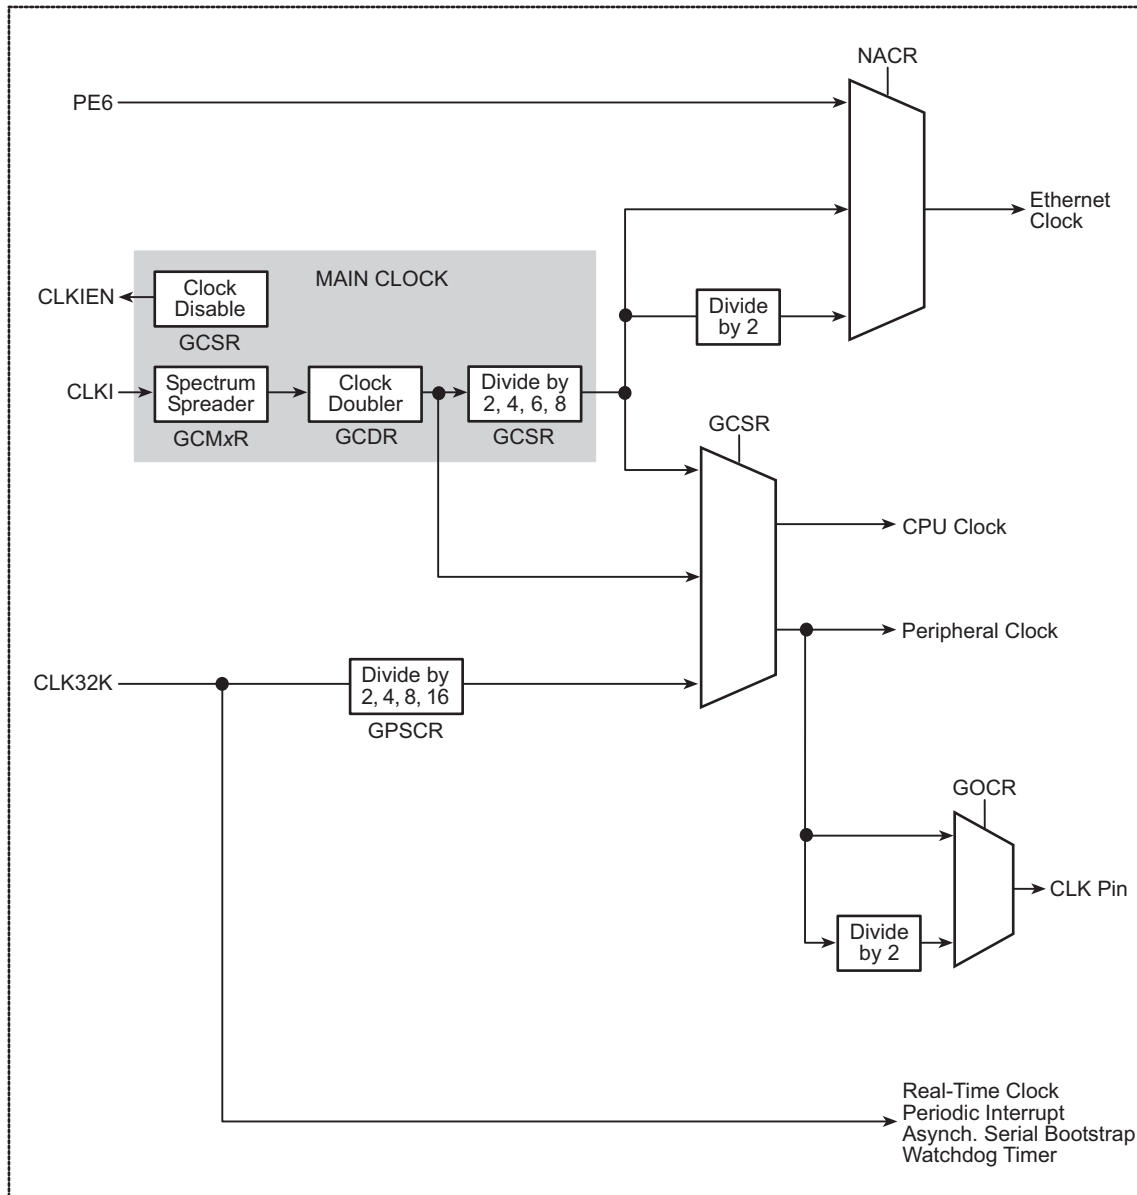 NACR
PE6
Ethernet
Clock
MAIN CLOCK
CLKIEN
Clock
Disable
GCSR
Divide
by 2
CLKI
Spectrum
Spreader
GCMxR
Clock
Doubler
GCDR
Divide by
2, 4, 6, 8
GCSR
GCSR
CPU Clock
Peripheral Clock
CLK32K
Divide by
2, 4, 8, 16
GPSCR
GOCR
CLK Pin
Divide
by 2
Real-Time Clock
Periodic Interrupt
Asynch. Serial Bootstrap
Watchdog Timer